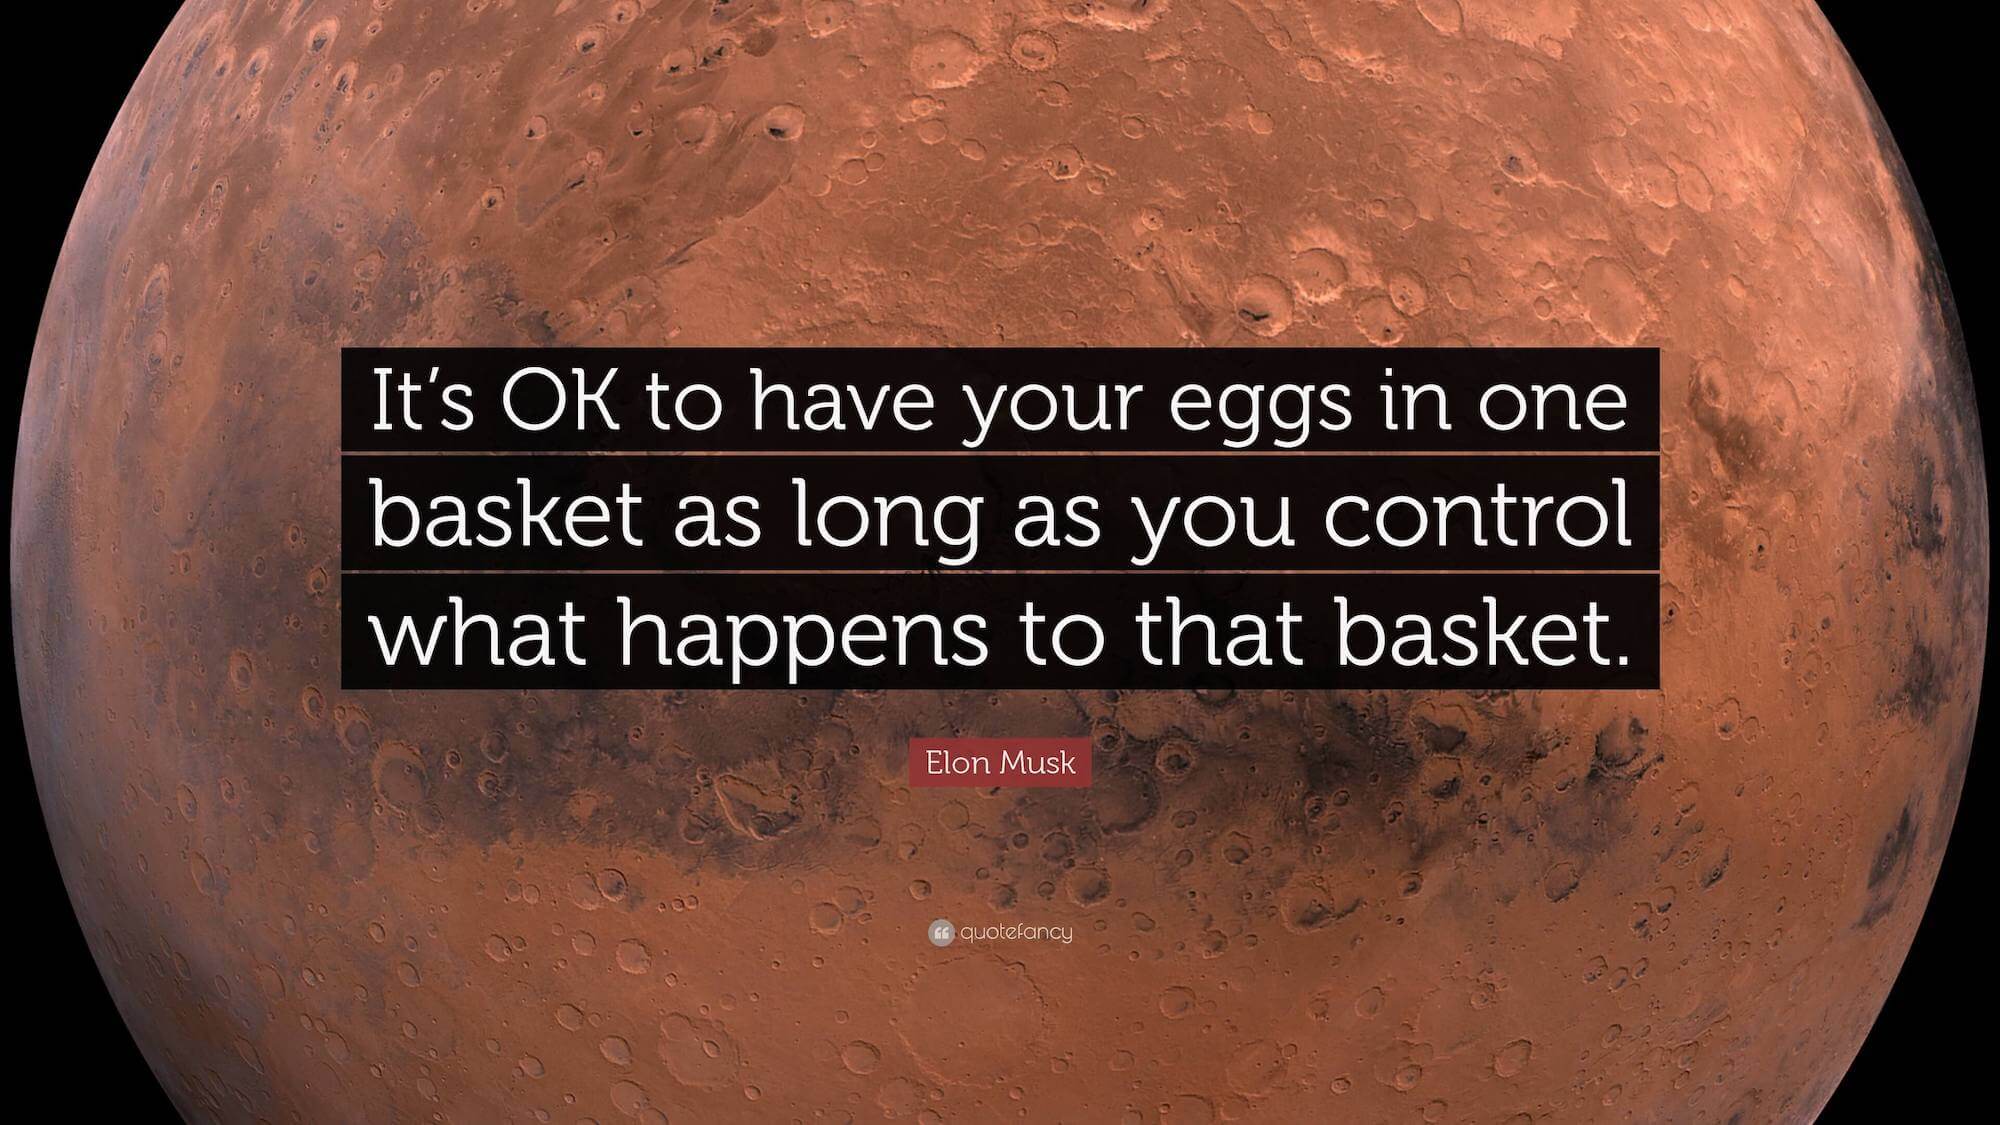 It’s OK to have your eggs in one
basket as long as you control
what happens to that basket.
Elon Musk
quotefancy